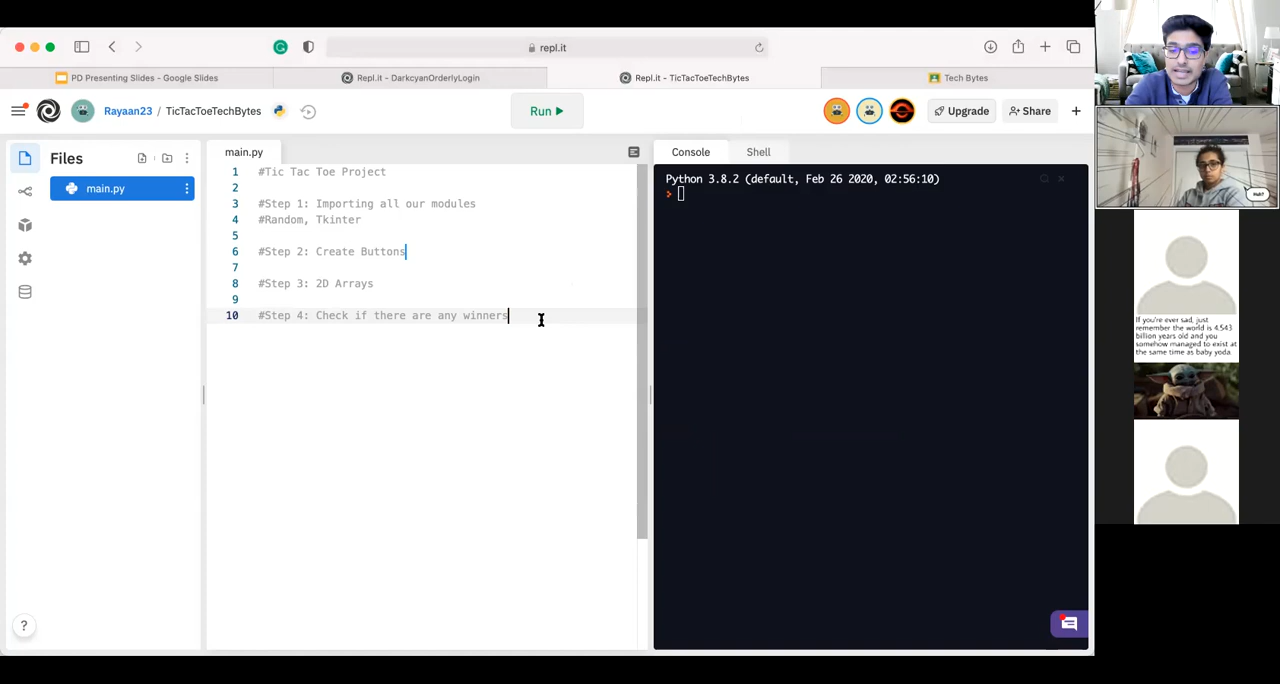 repl.it
PD Presenting Slides - Google Slides
Repl.it - DarkcyanOrderlyLogin
Repl.it - TicTacToeTechBytes
Tech Bytes
Rayaan23 / TicTacToeTechBytes
Run
Upgrade
Share
+
Files
main.py
main.py
Console
Shell
1 #Tic Tac Toe Project
2
3 #Step 1: Importing all our modules
4 #Random, Tkinter
5
6 #Step 2: Create Buttons
7
8 #Step 3: 2D Arrays
9
10 #Step 4: Check if there are any winners
Python 3.8.2 (default, Feb 26 2020, 02:56:10)
>
?
If you're ever sad, just
remember the world is 4.543
billion years old and you
somehow managed to exist at
the same time as baby yoda.